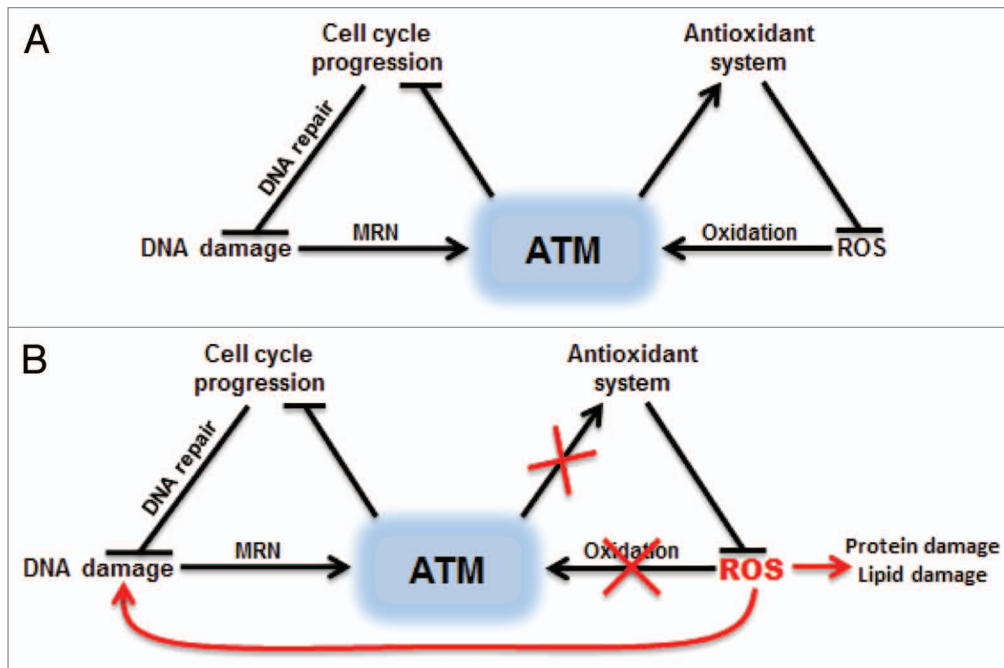 A
Cell cycle
progression
Antioxidant
system
DNA repair
DNA damage
MRN
ATM
Oxidation
ROS
B
Cell cycle
progression
Antioxidant
system
DNA repair
DNA damage
MRN
ATM
Oxidation
ROS
Protein damage
Lipid damage